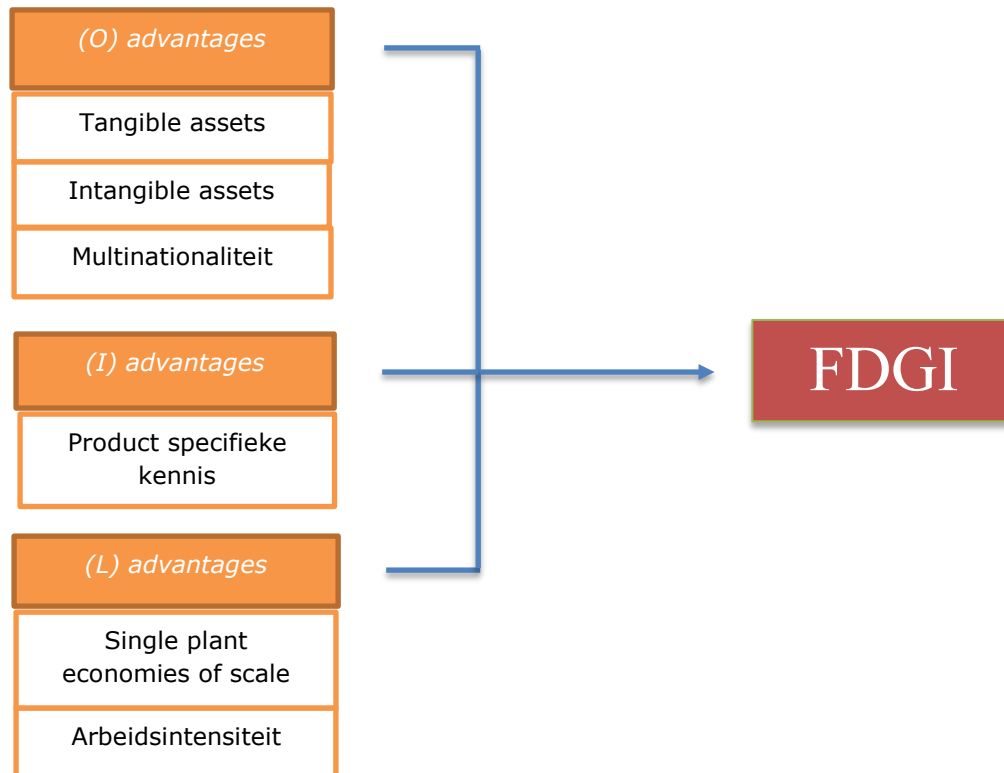 (O) advantages
Tangible assets
Intangible assets
Multinationaliteit
(I) advantages
Product specifieke
kennis
(L) advantages
Single plant
economies of scale
Arbeidsintensiteit
FDGI